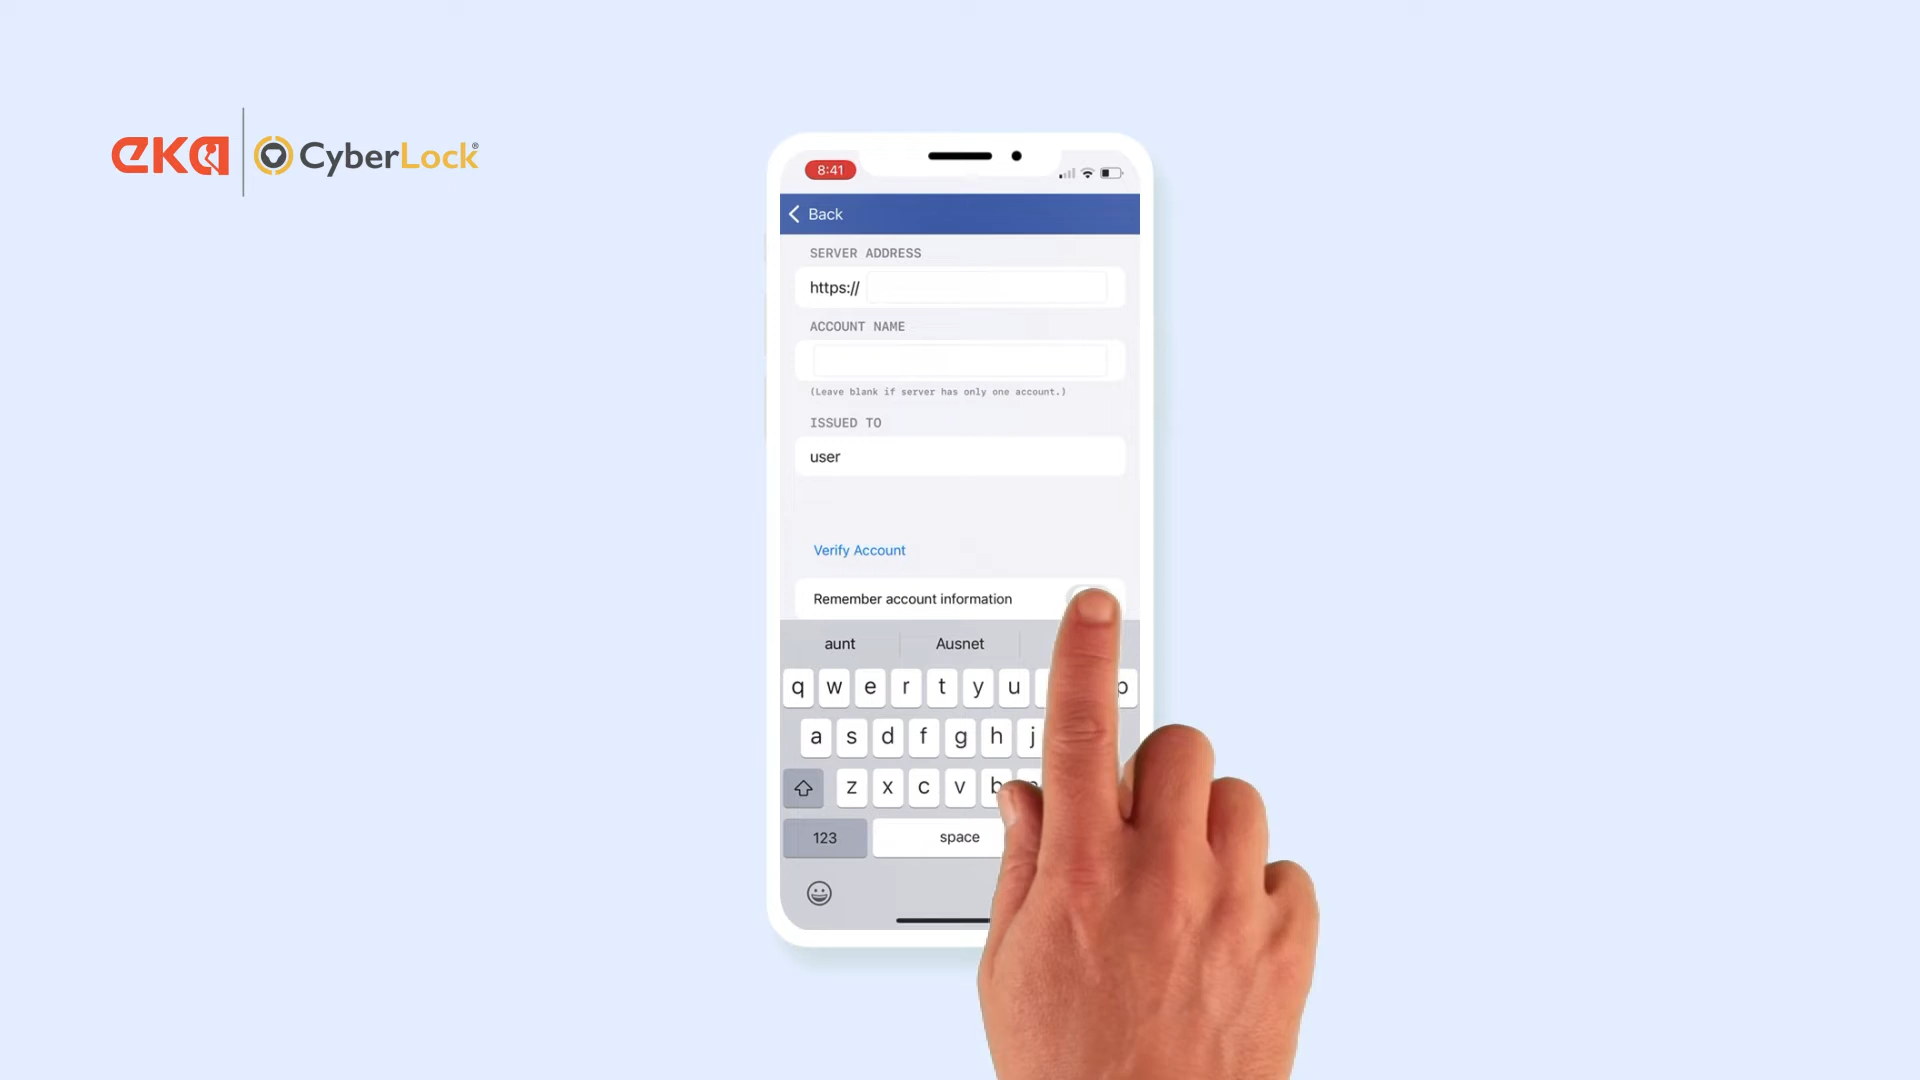 eka
CyberLock®
8:41
Back
SERVER ADDRESS
https://
ACCOUNT NAME
(Leave blank if server has only one account.)
ISSUED TO
user
Verify Account
Remember account information
aunt Ausnet
q w e r t y u p
a s d f g h j
z x c v b
123 space